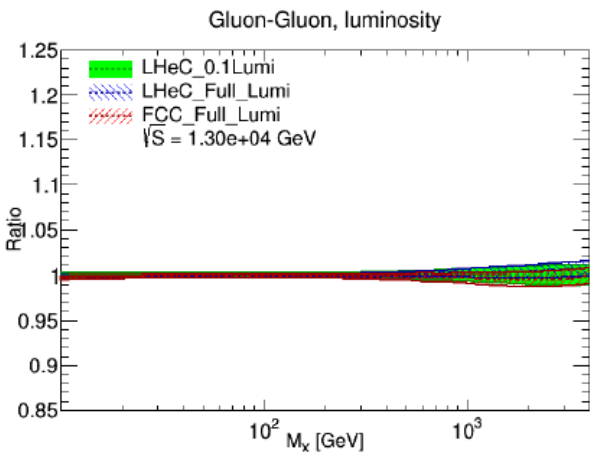 Gluon-Gluon, luminosity
1.25
LHeC_0.1Lumi
LHeC_Full_Lumi
1.2
FCC_Full_Lumi
√S = 1.30e+04 GeV
1.15
1.1
1.05
Ratio
1
0.95
0.9
0.85
10²
10³
Mx [GeV]